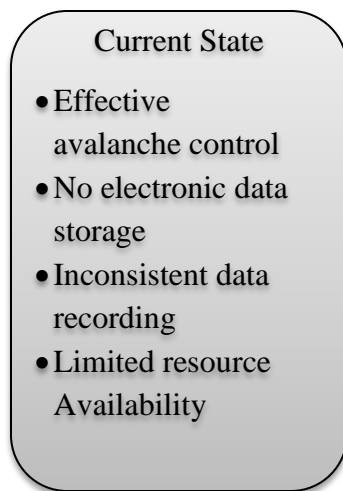 Current State
•Effective
avalanche control
•No electronic data
storage
•Inconsistent data
recording
•Limited resource
Availability